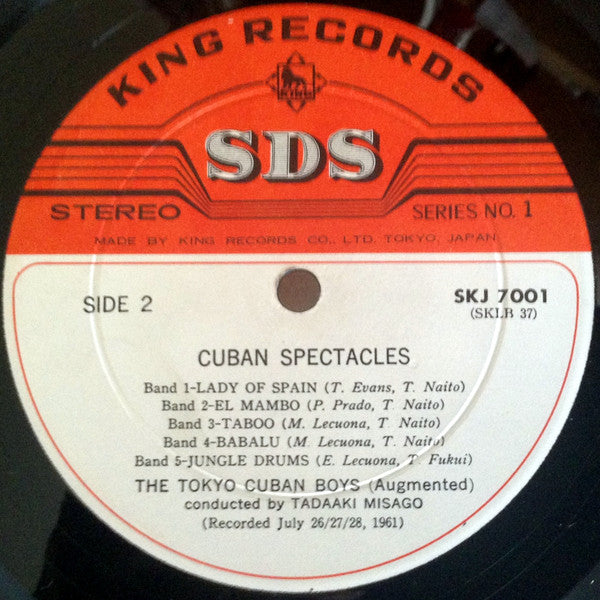 KING RECORDS
KING
SDS
STEREO
SERIES NO. 1
MADE BY KING RECORDS CO., LTD. TOKYO, JAPAN
SIDE 2
SKJ 7001
(SKLB 37)
CUBAN SPECTACLES
Band 1-LADY OF SPAIN (T. Evans, T. Naito)
Band 2-EL MAMBO (P. Prado, T. Naito)
Band 3-TABOO (M. Lecuona, T. Naito)
Band 4-BABALU (M. Lecuona, T. Naito)
Band 5-JUNGLE DRUMS (E. Lecuona, T. Fukui)
THE TOKYO CUBAN BOYS (Augmented)
conducted by TADAAKI MISAGO
(Recorded July 26/27/28, 1961)